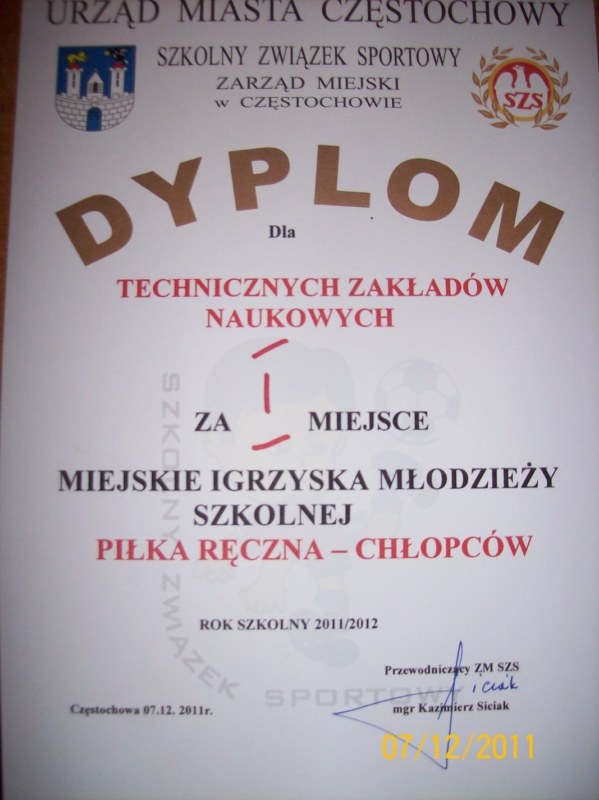 URZĄD MIASTA CZĘSTOCHOWY
SZKOLNY ZWIĄZEK SPORTOWY
ZARZĄD MIEJSKI
w CZĘSTOCHOWIE
SZS
DYPLOM
Dla
TECHNICZNYCH ZAKŁADÓW
NAUKOWYCH
ZA I MIEJSCE
MIEJSKIE IGRZYSKA MŁODZIEŻY
SZKOLNEJ
PIŁKA RĘCZNA – CHŁOPCÓW
SZKOLNY ZWIĄZEK SPORTOWY
ROK SZKOLNY 2011/2012
Przewodniczący ZM SZS
mgr Kazimierz Siciak
Częstochowa 07.12. 2011r.
07/12/2011